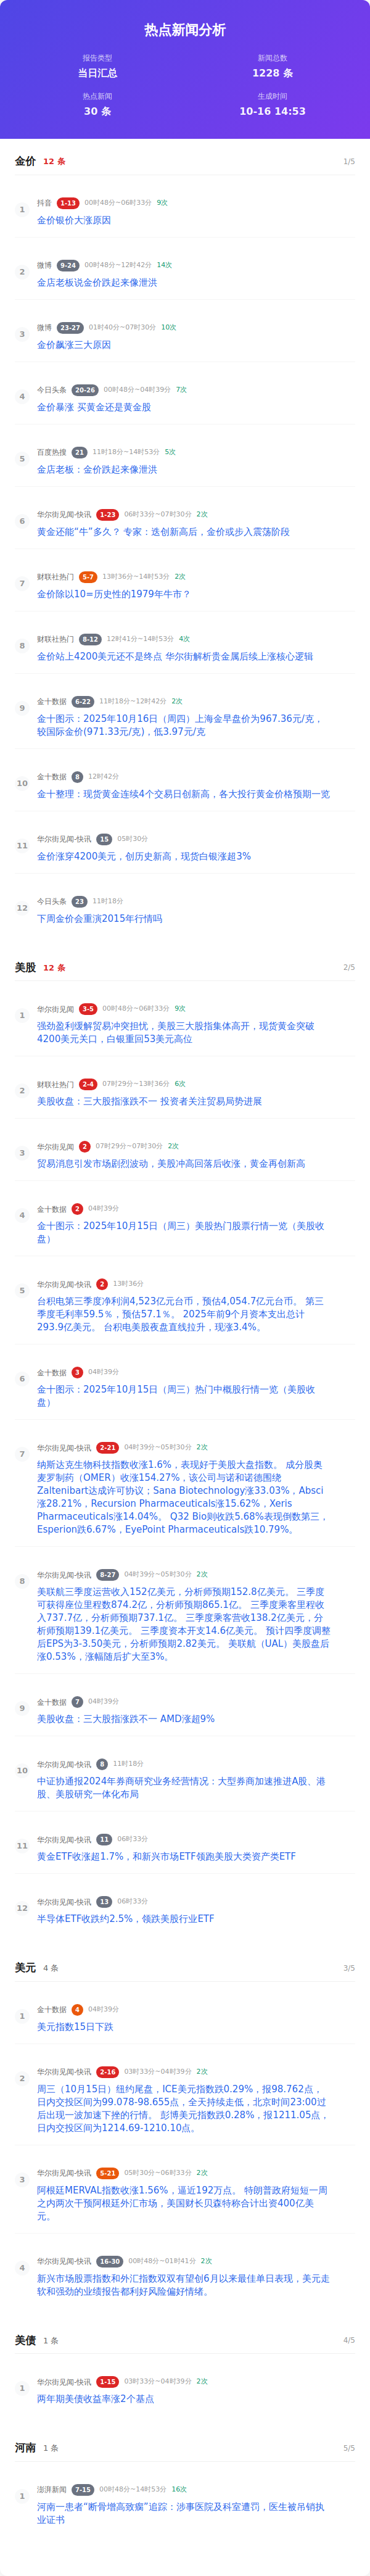 热点新闻分析
报告类型
新闻总数
当日汇总
1228 条
热点新闻
生成时间
30 条
10-16 14:53
金价 12 条 1/5
1
抖音 1-13 00时48分~06时33分 9次
金价银价大涨原因
2
微博 9-24 00时48分~12时42分 14次
金店老板说金价跌起来像泄洪
3
微博 23-27 01时40分~07时30分 10次
金价飙涨三大原因
4
今日头条 20-26 00时48分~04时39分 7次
金价暴涨 买黄金还是黄金股
5
百度热搜 21 11时18分~14时53分 5次
金店老板：金价跌起来像泄洪
6
华尔街见闻-快讯 1-23 06时33分~07时30分 2次
黄金还能“牛”多久？ 专家：迭创新高后，金价或步入震荡阶段
7
财联社热门 5-7 13时36分~14时53分 2次
金价除以10=历史性的1979年牛市？
8
财联社热门 8-12 12时41分~14时53分 4次
金价站上4200美元还不是终点 华尔街解析贵金属后续上涨核心逻辑
9
金十数据 6-22 11时18分~12时42分 2次
金十图示：2025年10月16日（周四）上海金早盘价为967.36元/克，
较国际金价(971.33元/克)，低3.97元/克
10
金十数据 8 12时42分
金十整理：现货黄金连续4个交易日创新高，各大投行黄金价格预期一览
11
华尔街见闻-快讯 15 05时30分
金价涨穿4200美元，创历史新高，现货白银涨超3%
12
今日头条 23 11时18分
下周金价会重演2015年行情吗
美股 12 条 2/5
1
华尔街见闻 3-5 00时48分~06时33分 9次
强劲盈利缓解贸易冲突担忧，美股三大股指集体高开，现货黄金突破
4200美元关口，白银重回53美元高位
2
财联社热门 2-4 07时29分~13时36分 6次
美股收盘：三大股指涨跌不一 投资者关注贸易局势进展
3
华尔街见闻 2 07时29分~07时30分 2次
贸易消息引发市场剧烈波动，美股冲高回落后收涨，黄金再创新高
4
金十数据 2 04时39分
金十图示：2025年10月15日（周三）美股热门股票行情一览（美股收
盘）
5
华尔街见闻-快讯 2 13时36分
台积电第三季度净利润4,523亿元台币，预估4,054.7亿元台币。 第三
季度毛利率59.5％，预估57.1％。 2025年前9个月资本支出总计
293.9亿美元。 台积电美股夜盘直线拉升，现涨3.4%。
6
金十数据 3 04时39分
金十图示：2025年10月15日（周三）热门中概股行情一览（美股收
盘）
7
华尔街见闻-快讯 2-21 04时39分~05时30分 2次
纳斯达克生物科技指数收涨1.6%，表现好于美股大盘指数。 成分股奥
麦罗制药（OMER）收涨154.27%，该公司与诺和诺德围绕
Zaltenibart达成许可协议；Sana Biotechnology涨33.03%，Absci
涨28.21%，Recursion Pharmaceuticals涨15.62%，Xeris
Pharmaceuticals涨14.04%。 Q32 Bio则收跌5.68%表现倒数第三，
Esperion跌6.67%，EyePoint Pharmaceuticals跌10.79%。
8
华尔街见闻-快讯 8-27 04时39分~05时30分 2次
美联航三季度运营收入152亿美元，分析师预期152.8亿美元。 三季度
可获得座位里程数874.2亿，分析师预期865.1亿。 三季度乘客里程收
入737.7亿，分析师预期737.1亿。 三季度乘客营收138.2亿美元，分
析师预期139.1亿美元。 三季度资本开支14.6亿美元。 预计四季度调整
后EPS为3-3.50美元，分析师预期2.82美元。 美联航（UAL）美股盘后
涨0.53%，涨幅随后扩大至3%。
9
金十数据 7 04时39分
美股收盘：三大股指涨跌不一 AMD涨超9%
10
华尔街见闻-快讯 8 11时18分
中证协通报2024年券商研究业务经营情况：大型券商加速推进A股、港
股、美股研究一体化布局
11
华尔街见闻-快讯 11 06时33分
黄金ETF收涨超1.7%，和新兴市场ETF领跑美股大类资产类ETF
12
华尔街见闻-快讯 13 06时33分
半导体ETF收跌约2.5%，领跌美股行业ETF
美元 4 条 3/5
1
金十数据 4 04时39分
美元指数15日下跌
2
华尔街见闻-快讯 2-16 03时33分~04时39分 2次
周三（10月15日）纽约尾盘，ICE美元指数跌0.29%，报98.762点，
日内交投区间为99.078-98.655点，全天持续走低，北京时间23:00过
后出现一波加速下挫的行情。 彭博美元指数跌0.28%，报1211.05点，
日内交投区间为1214.69-1210.10点。
3
华尔街见闻-快讯 5-21 05时30分~06时33分 2次
阿根廷MERVAL指数收涨1.56%，逼近192万点。 特朗普政府短短一周
之内两次干预阿根廷外汇市场，美国财长贝森特称合计出资400亿美
元。
4
华尔街见闻-快讯 16-30 00时48分~01时41分 2次
新兴市场股票指数和外汇指数双双有望创6月以来最佳单日表现，美元走
软和强劲的业绩报告都利好风险偏好情绪。
美债 1 条 4/5
1
华尔街见闻-快讯 1-15 03时33分~04时39分 2次
两年期美债收益率涨2个基点
河南 1 条 5/5
1
澎湃新闻 7-15 00时48分~14时53分 16次
河南一患者“断骨增高致瘸”追踪：涉事医院及科室遭罚，医生被吊销执
业证书